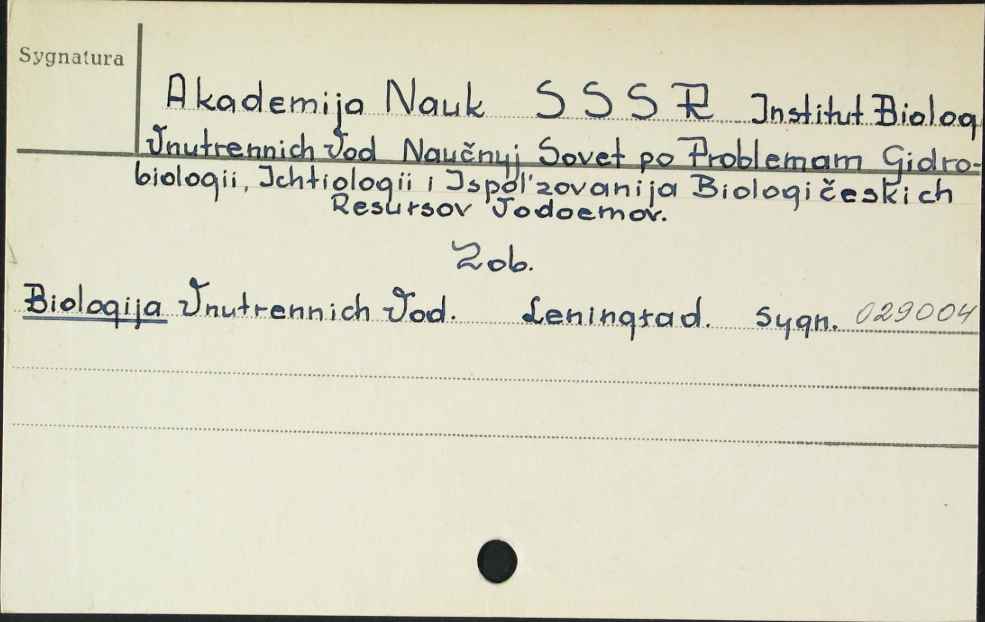 Sygnatura
Akademija Nauk SSSR Institut Biolog
Vnutrennich Vod Naučnyj Sovet po Problemam Gidro-
biologii, Ichtiologii i Ispol'zovanija Biologičeskich
Resursov Vodoemov.
Zob.
Biologija Vnutrennich Vod. Leningrad. Sygn. 029004